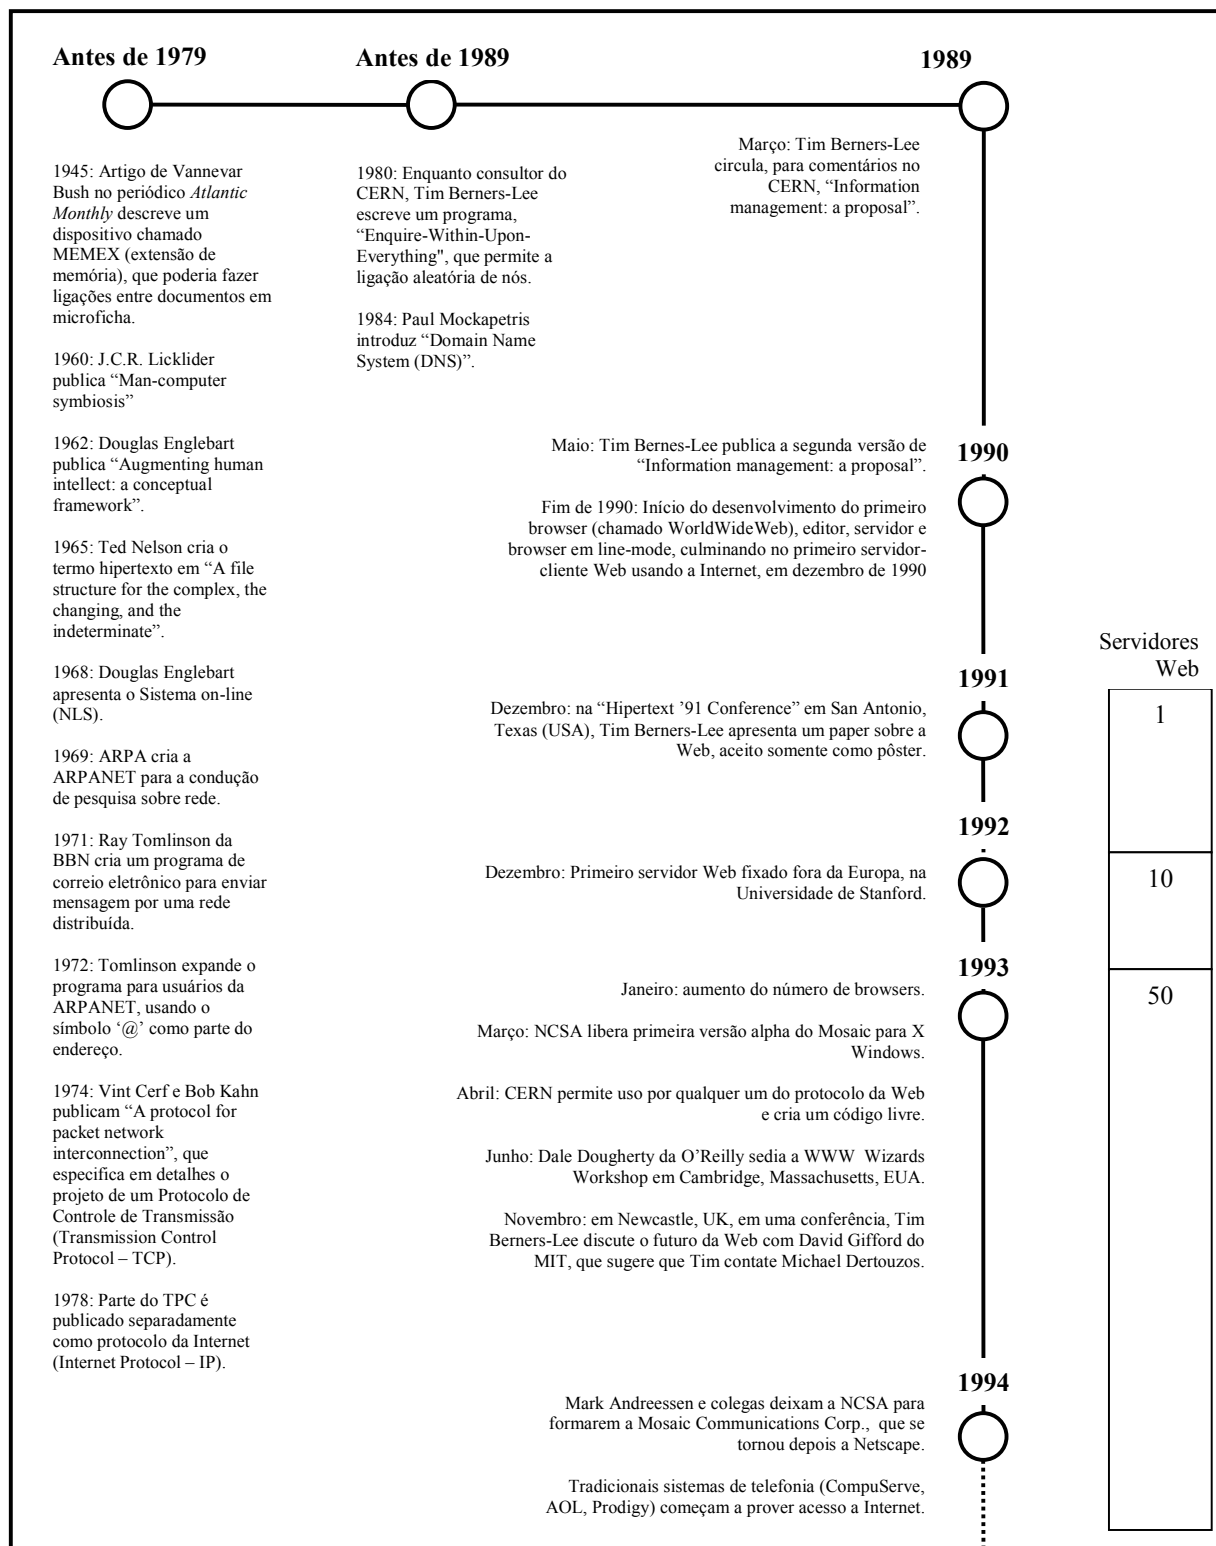 Antes de 1979
Antes de 1989
1989
1945: Artigo de Vannevar
Bush no periódico Atlantic
Monthly descreve um
dispositivo chamado
MEMEX (extensão de
memória), que poderia fazer
ligações entre documentos em
microficha.
1960: J.C.R. Licklider
publica “Man-computer
symbiosis”
1962: Douglas Englebart
publica “Augmenting human
intellect: a conceptual
framework”.
1965: Ted Nelson cria o
termo hipertexto em “A file
structure for the complex, the
changing, and the
indeterminate”.
1968: Douglas Englebart
apresenta o Sistema on-line
(NLS).
1969: ARPA cria a
ARPANET para a condução
de pesquisa sobre rede.
1971: Ray Tomlinson da
BBN cria um programa de
correio eletrônico para enviar
mensagem por uma rede
distribuída.
1972: Tomlinson expande o
programa para usuários da
ARPANET, usando o
símbolo ‘@’ como parte do
endereço.
1974: Vint Cerf e Bob Kahn
publicam “A protocol for
packet network
interconnection”, que
especifica em detalhes o
projeto de um Protocolo de
Controle de Transmissão
(Transmission Control
Protocol – TCP).
1978: Parte do TPC é
publicado separadamente
como protocolo da Internet
(Internet Protocol – IP).
1980: Enquanto consultor do
CERN, Tim Berners-Lee
escreve um programa,
“Enquire-Within-Upon-
Everything", que permite a
ligação aleatória de nós.
1984: Paul Mockapetris
introduz “Domain Name
System (DNS)”.
Março: Tim Berners-Lee
circula, para comentários no
CERN, “Information
management: a proposal”.
1990
Maio: Tim Bernes-Lee publica a segunda versão de
“Information management: a proposal”.
Fim de 1990: Início do desenvolvimento do primeiro
browser (chamado WorldWideWeb), editor, servidor e
browser em line-mode, culminando no primeiro servidor-
cliente Web usando a Internet, em dezembro de 1990
1991
Dezembro: na “Hipertext ’91 Conference” em San Antonio,
Texas (USA), Tim Berners-Lee apresenta um paper sobre a
Web, aceito somente como pôster.
1992
Dezembro: Primeiro servidor Web fixado fora da Europa, na
Universidade de Stanford.
1993
Janeiro: aumento do número de browsers.
Março: NCSA libera primeira versão alpha do Mosaic para X
Windows.
Abril: CERN permite uso por qualquer um do protocolo da Web
e cria um código livre.
Junho: Dale Dougherty da O’Reilly sedia a WWW Wizards
Workshop em Cambridge, Massachusetts, EUA.
Novembro: em Newcastle, UK, em uma conferência, Tim
Berners-Lee discute o futuro da Web com David Gifford do
MIT, que sugere que Tim contate Michael Dertouzos.
1994
Mark Andreessen e colegas deixam a NCSA para
formarem a Mosaic Communications Corp., que se
tornou depois a Netscape.
Tradicionais sistemas de telefonia (CompuServe,
AOL, Prodigy) começam a prover acesso a Internet.
Servidores
Web
1
10
50